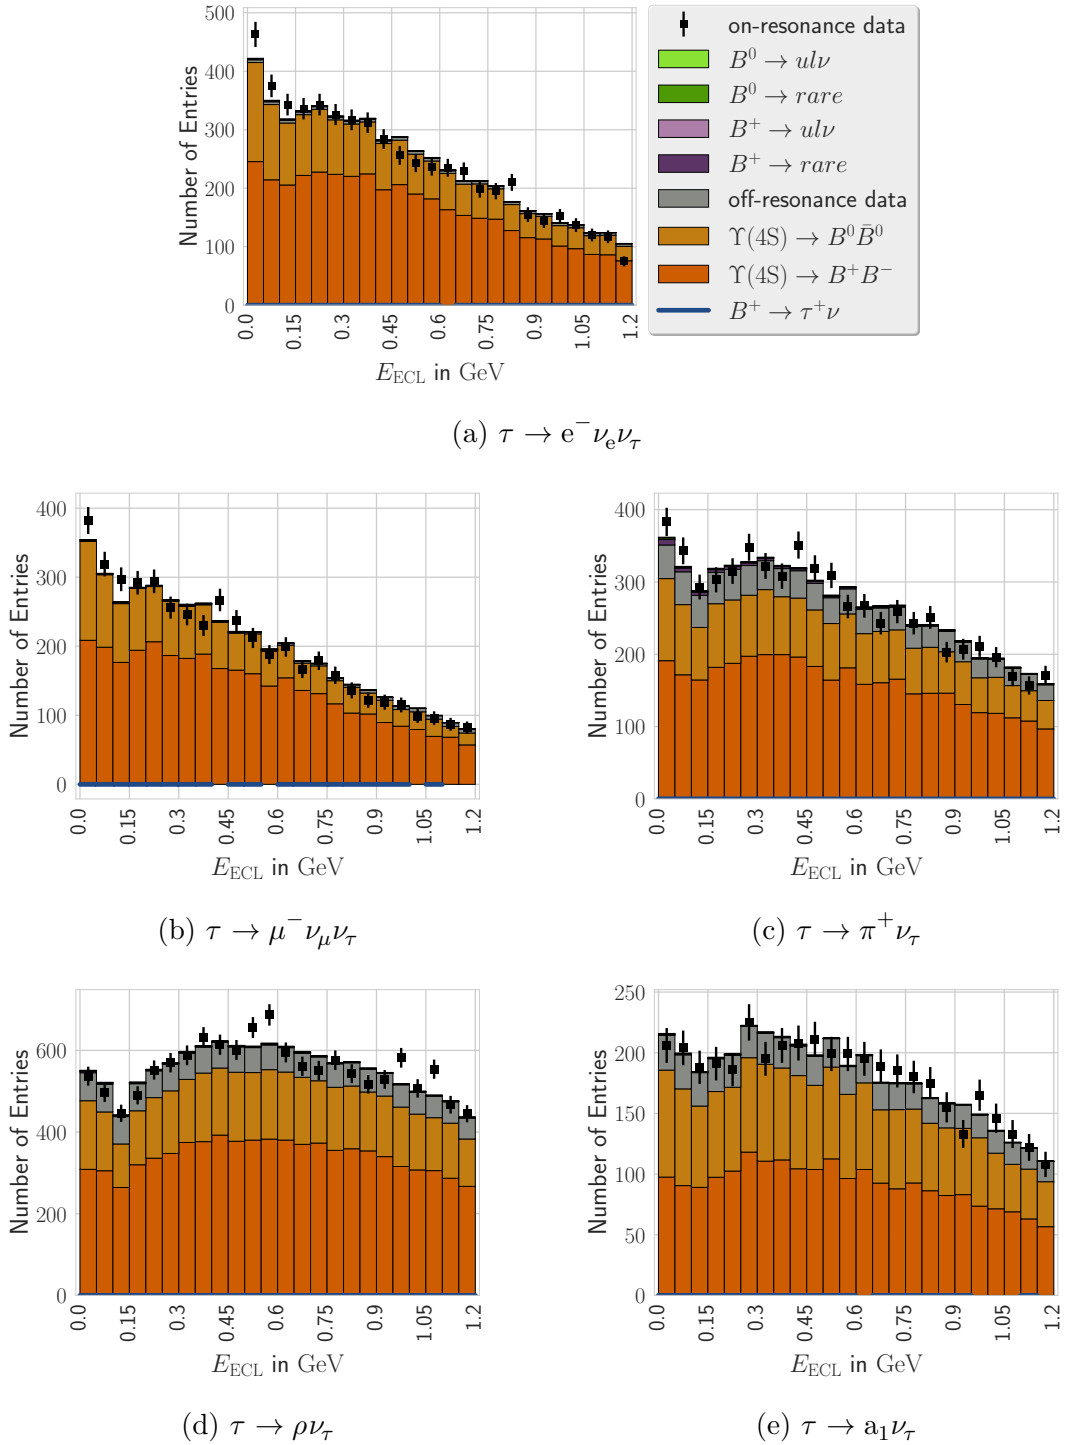 500
400
300
200
100
0
Number of Entries
0.0 0.15 0.3 0.45 0.6 0.75 0.9 1.05 1.2
E_ECL in GeV
on-resonance data
B⁰ → ulν
B⁰ → rare
B⁺ → ulν
B⁺ → rare
off-resonance data
ϒ(4S) → B⁰B̄⁰
ϒ(4S) → B⁺B⁻
B⁺ → τ⁺ν
(a) τ → e⁻ν_eν_τ
400
300
200
100
0
Number of Entries
0.0 0.15 0.3 0.45 0.6 0.75 0.9 1.05 1.2
E_ECL in GeV
(b) τ → μ⁻ν_μν_τ
400
300
200
100
0
Number of Entries
0.0 0.15 0.3 0.45 0.6 0.75 0.9 1.05 1.2
E_ECL in GeV
(c) τ → π⁺ν_τ
600
400
200
0
Number of Entries
0.0 0.15 0.3 0.45 0.6 0.75 0.9 1.05 1.2
E_ECL in GeV
(d) τ → ρν_τ
250
200
150
100
50
0
Number of Entries
0.0 0.15 0.3 0.45 0.6 0.75 0.9 1.05 1.2
E_ECL in GeV
(e) τ → a₁ν_τ